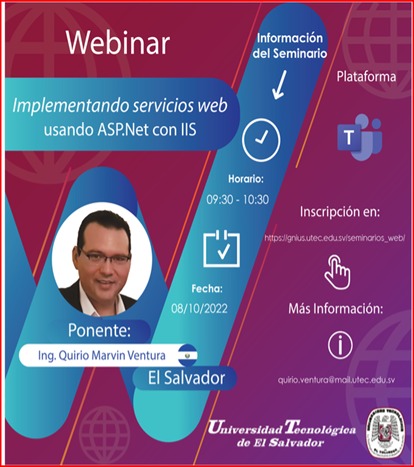 Webinar
Implementando servicios web
usando ASP.Net con IIS
Ponente:
Ing. Quirio Marvin Ventura
El Salvador
Información
del Seminario
Horario:
09:30 - 10:30
Fecha:
08/10/2022
Plataforma
T
Inscripción en:
https://gnius.utec.edu.sv/seminarios_web/
Más Información:
quirio.ventura@mail.utec.edu.sv
Universidad Tecnológica
de El Salvador